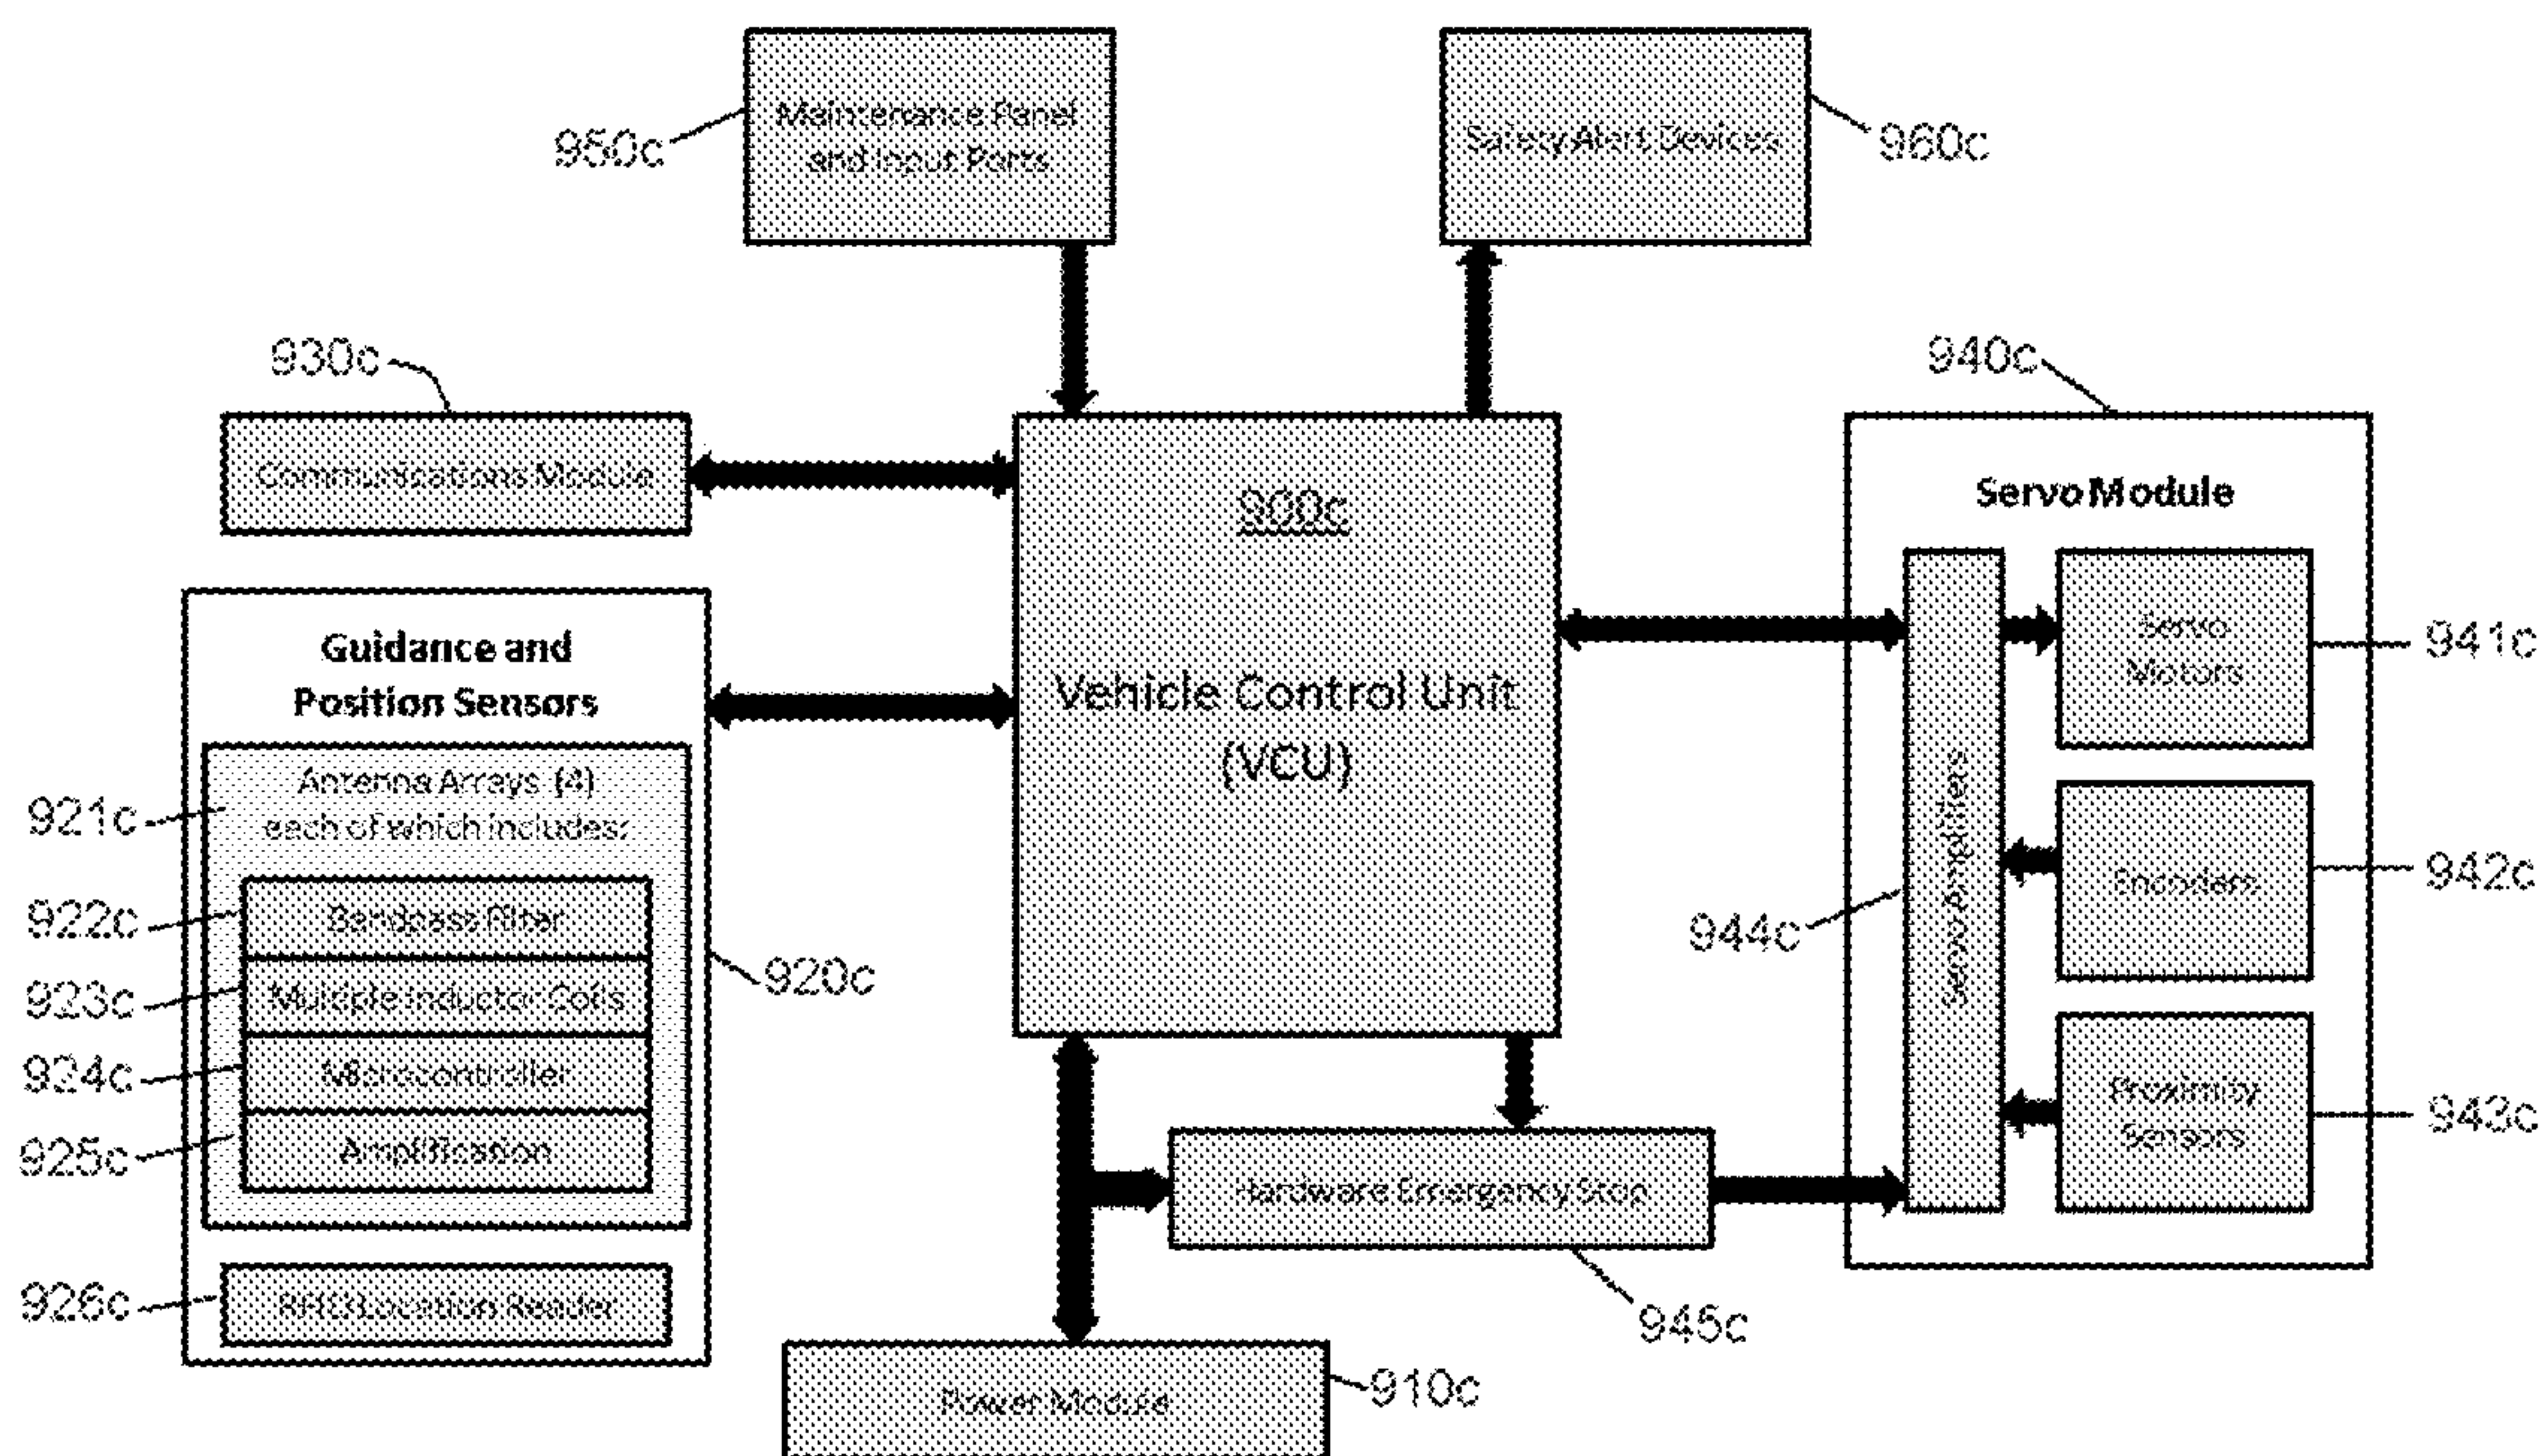 Maintenance Panel
and Input Ports
950c
Safety Alert Devices
960c
930c
Communications Module
900c
Vehicle Control Unit
(VCU)
940c
Servo Module
Servo Amplifiers
944c
Servo
Motors
941c
Encoders
942c
Proximity
Sensors
943c
Guidance and
Position Sensors
920c
Antenna Arrays (4)
each of which includes:
921c
Bandpass Filter
922c
Multiple Inductor Coils
923c
Microcontroller
924c
Amplification
925c
RFID Location Reader
926c
Hardware Emergency Stop
945c
Power Module
910c